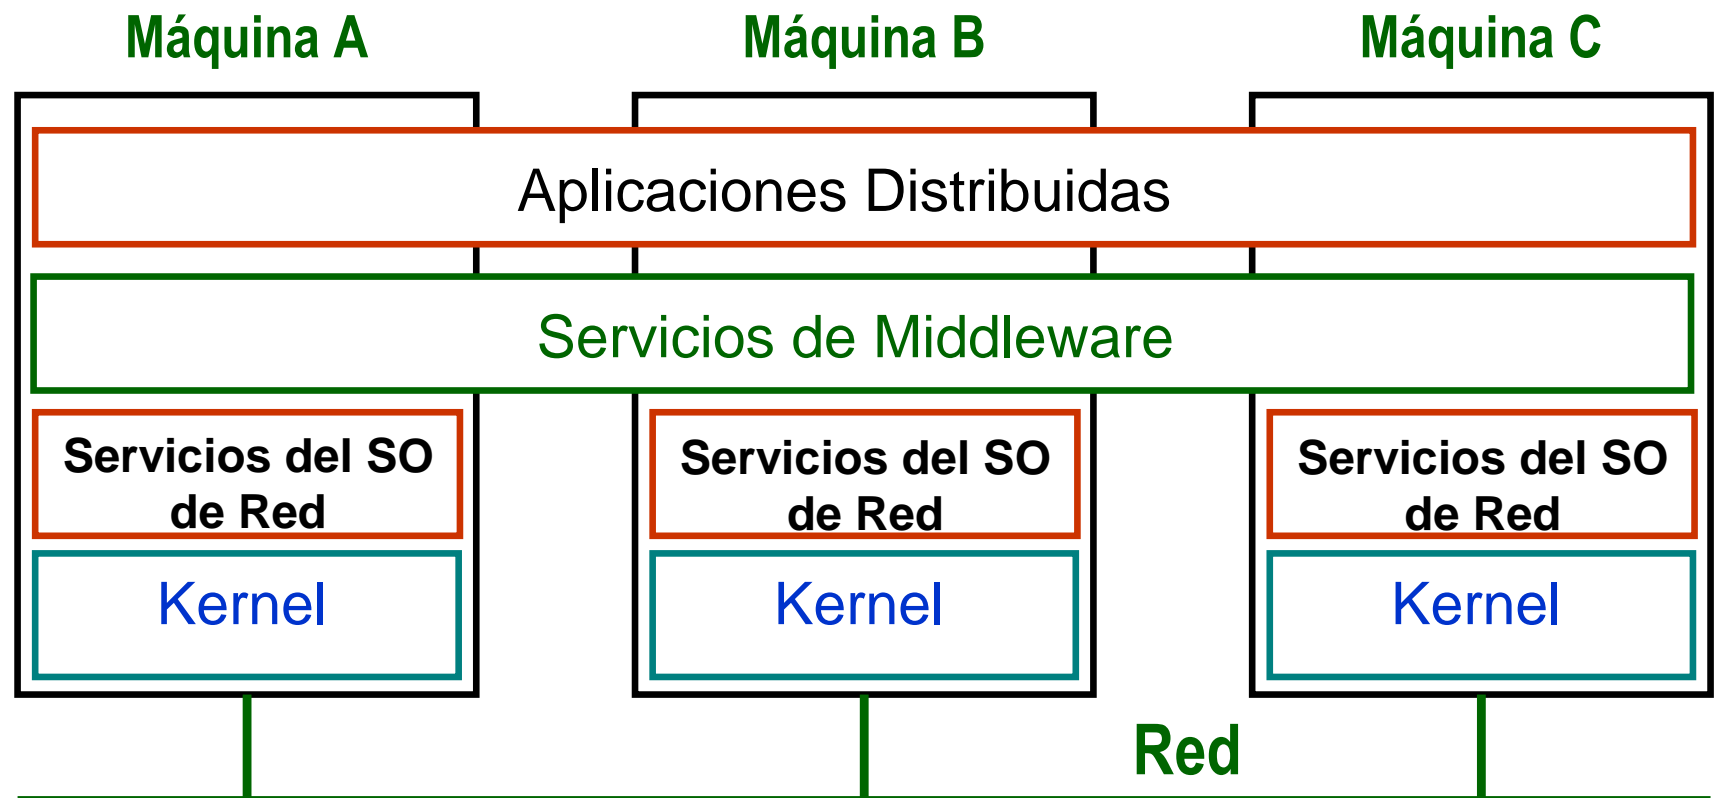 Máquina A
Máquina B
Máquina C
Aplicaciones Distribuidas
Servicios de Middleware
Servicios del SO
de Red
Servicios del SO
de Red
Servicios del SO
de Red
Kernel
Kernel
Kernel
Red